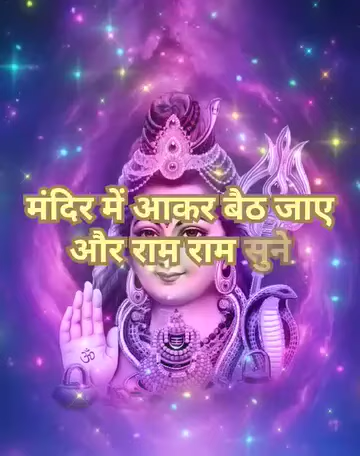 मंदिर में आकर बैठ जाए
और राम राम सुने
ॐ